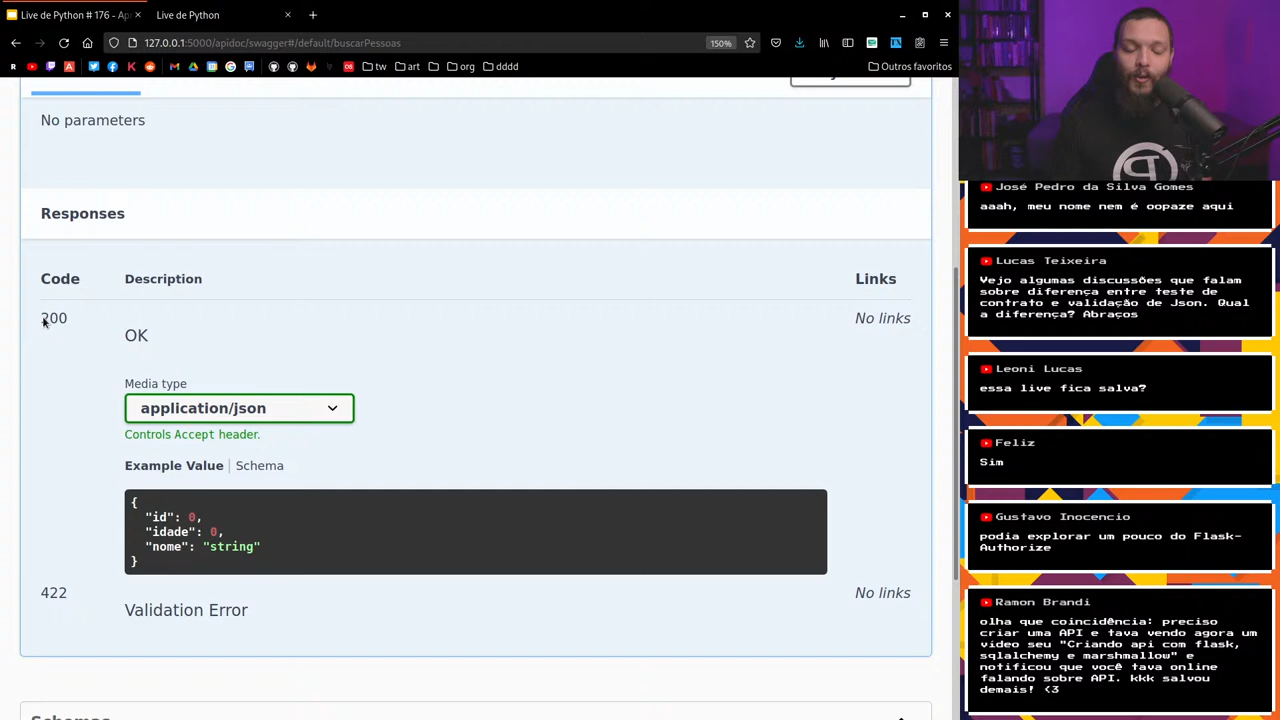 Live de Python # 176 - Ap
Live de Python
127.0.0.1:5000/apidoc/swagger#/default/buscarPessoas
150%
tw
art
org
dddd
Outros favoritos
No parameters
Responses
Code
Description
Links
200
OK
No links
Media type
application/json
Controls Accept header.
Example Value
Schema
{
"id": 0,
"idade": 0,
"nome": "string"
}
422
Validation Error
No links
Schemas
José Pedro da Silva Gomes
aaah, meu nome nem é oopaze aqui
Lucas Teixeira
Vejo algumas discussões que falam
sobre diferença entre teste de
contrato e validação de Json. Qual
a diferença? Abraços
Leoni Lucas
essa live fica salva?
Feliz
Sim
Gustavo Inocencio
podia explorar um pouco do Flask-
Authorize
Ramon Brandi
olha que coincidência: preciso
criar uma API e tava vendo agora um
vídeo seu "Criando api com flask,
sqlalchemy e marshmallow" e
notificou que você tava online
falando sobre API. kkk salvou
demais! <3